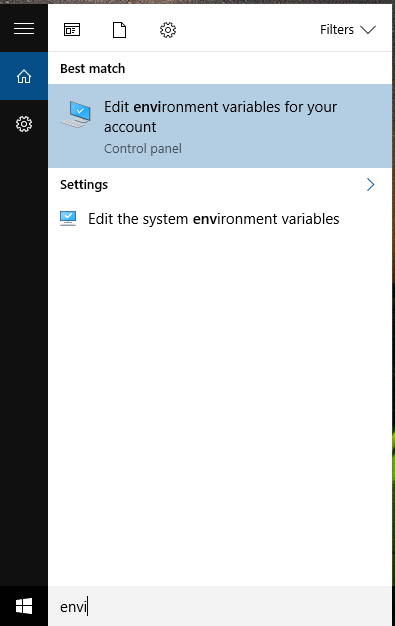 Filters
Best match
Edit environment variables for your
account
Control panel
Settings
Edit the system environment variables
envi